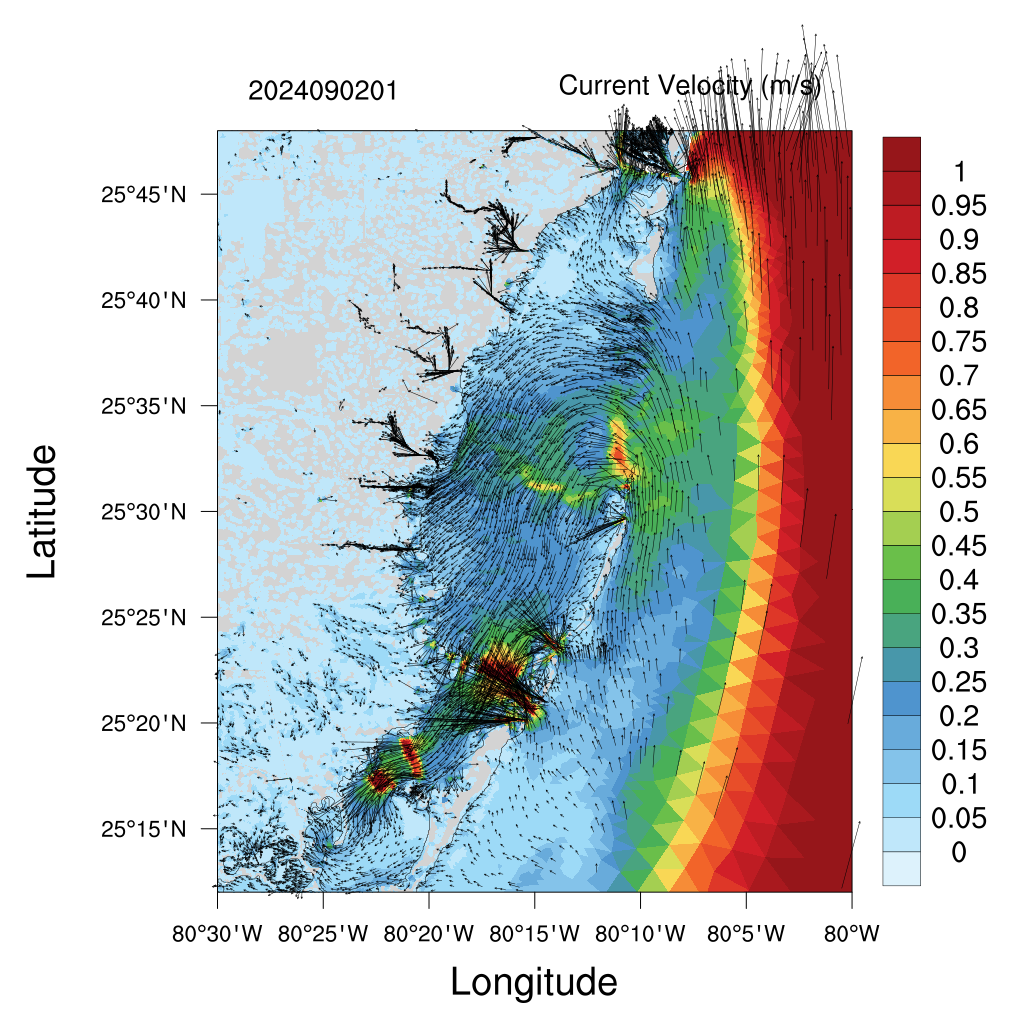 2024090201
Current Velocity (m/s)
25°45'N
25°40'N
25°35'N
25°30'N
25°25'N
25°20'N
25°15'N
Latitude
80°30'W 80°25'W 80°20'W 80°15'W 80°10'W 80°5'W 80°W
Longitude
1
0.95
0.9
0.85
0.8
0.75
0.7
0.65
0.6
0.55
0.5
0.45
0.4
0.35
0.3
0.25
0.2
0.15
0.1
0.05
0